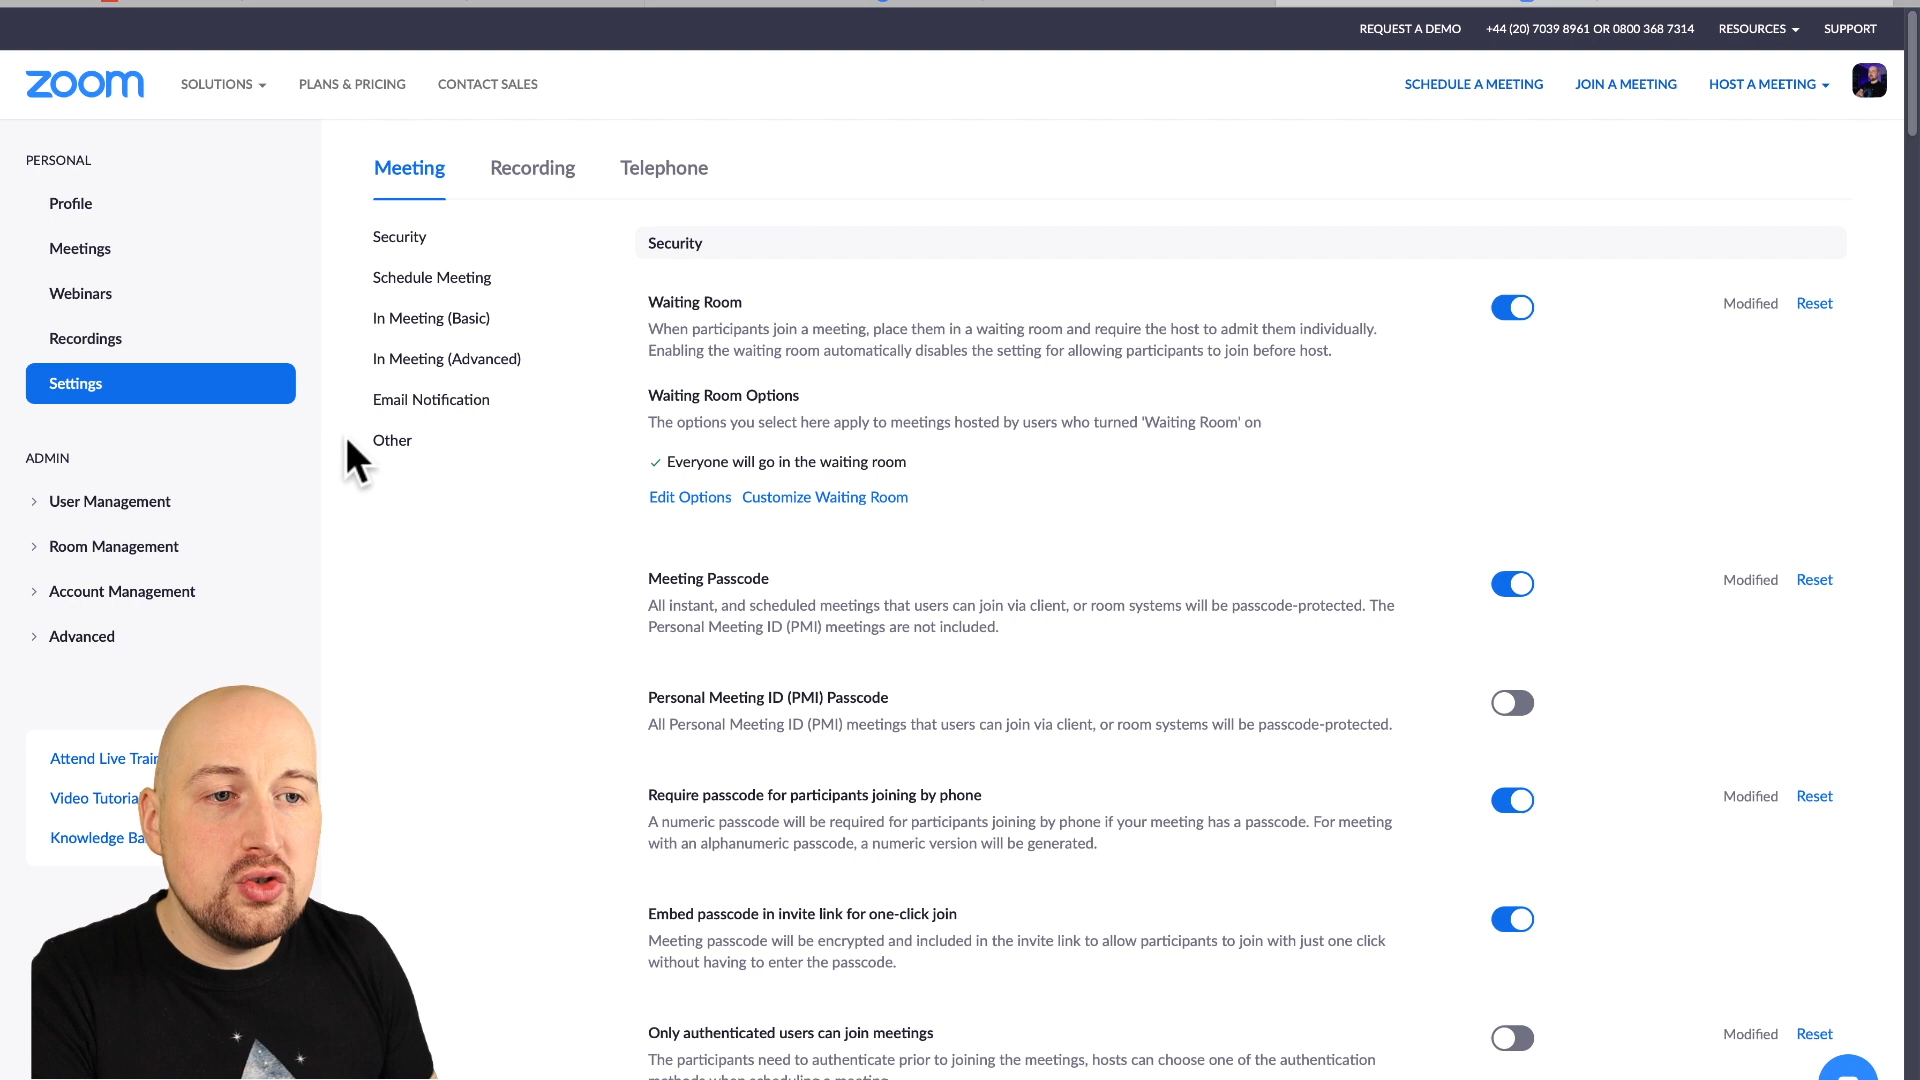 REQUEST A DEMO +44 (20) 7039 8961 OR 0800 368 7314 RESOURCES SUPPORT
zoom SOLUTIONS PLANS & PRICING CONTACT SALES SCHEDULE A MEETING JOIN A MEETING HOST A MEETING
PERSONAL
Profile
Meetings
Webinars
Recordings
Settings
ADMIN
User Management
Room Management
Account Management
Advanced
Attend Live
Video
Knowledge
Meeting Recording Telephone
Security
Schedule Meeting
In Meeting (Basic)
In Meeting (Advanced)
Email Notification
Other
Security
Waiting Room Modified Reset
When participants join a meeting, place them in a waiting room and require the host to admit them individually.
Enabling the waiting room automatically disables the setting for allowing participants to join before host.
Waiting Room Options
The options you select here apply to meetings hosted by users who turned 'Waiting Room' on
Everyone will go in the waiting room
Edit Options Customize Waiting Room
Meeting Passcode Modified Reset
All instant, and scheduled meetings that users can join via client, or room systems will be passcode-protected. The
Personal Meeting ID (PMI) meetings are not included.
Personal Meeting ID (PMI) Passcode
All Personal Meeting ID (PMI) meetings that users can join via client, or room systems will be passcode-protected.
Require passcode for participants joining by phone Modified Reset
A numeric passcode will be required for participants joining by phone if your meeting has a passcode. For meeting
with an alphanumeric passcode, a numeric version will be generated.
Embed passcode in invite link for one-click join
Meeting passcode will be encrypted and included in the invite link to allow participants to join with just one click
without having to enter the passcode.
Only authenticated users can join meetings Modified Reset
The participants need to authenticate prior to joining the meetings, hosts can choose one of the authentication